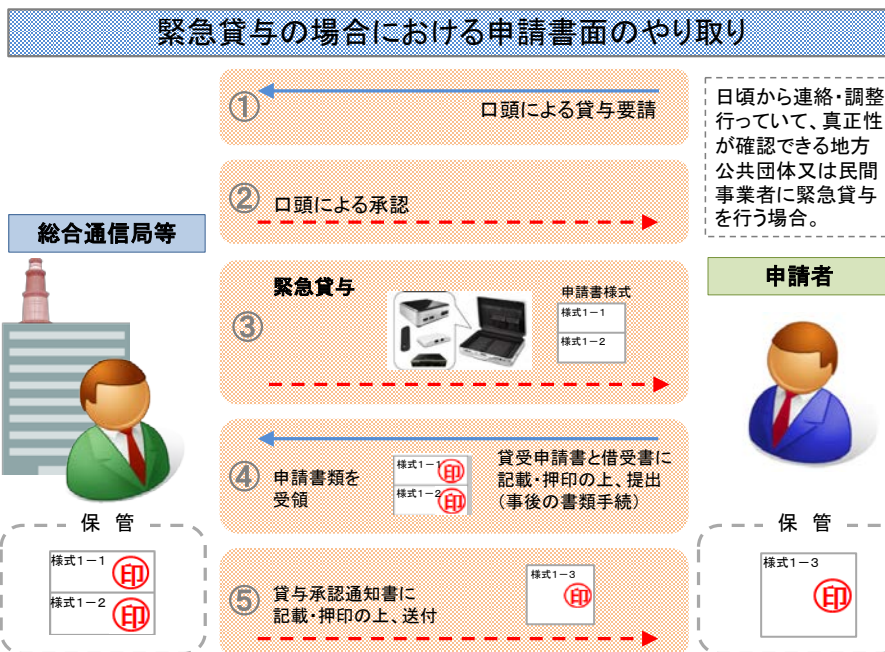 緊急貸与の場合における申請書面のやり取り
①
口頭による貸与要請
日頃から連絡・調整
行っていて、真正性
が確認できる地方
公共団体又は民間
事業者に緊急貸与
を行う場合。
②
口頭による承認
総合通信局等
申請者
③
緊急貸与
申請書様式
様式1-1
様式1-2
④
申請書類を
受領
様式1-1
印
様式1-2
印
貸受申請書と借受書に
記載・押印の上、提出
(事後の書類手続)
保 管
様式1-1
印
様式1-2
印
⑤
貸与承認通知書に
記載・押印の上、送付
様式1-3
印
保 管
様式1-3
印